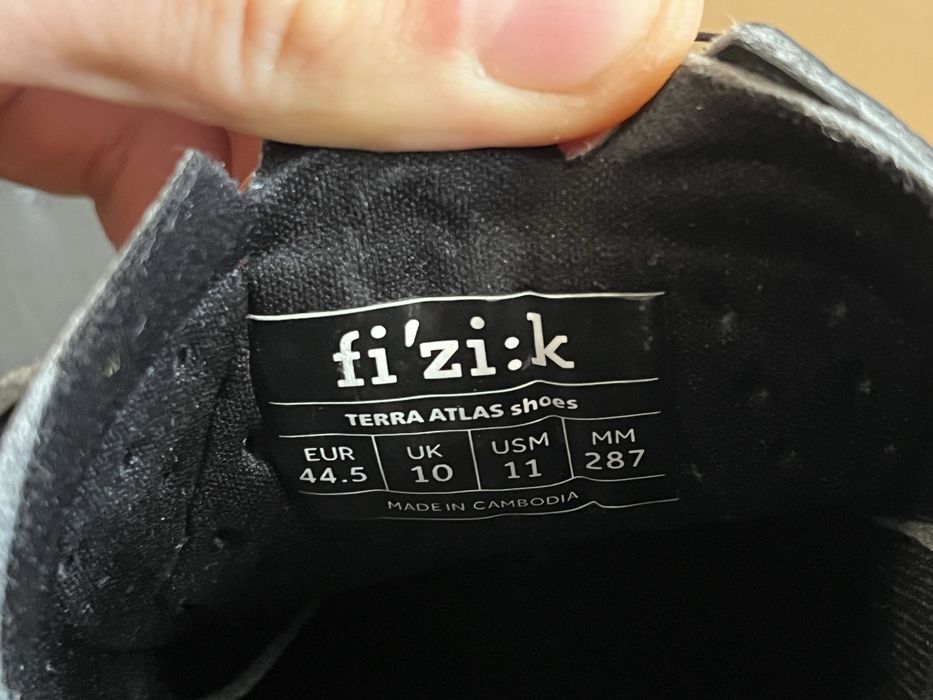 fi'zi:k
TERRA ATLAS shoes
EUR UK USM MM
44.5 10 11 287
MADE IN CAMBODIA